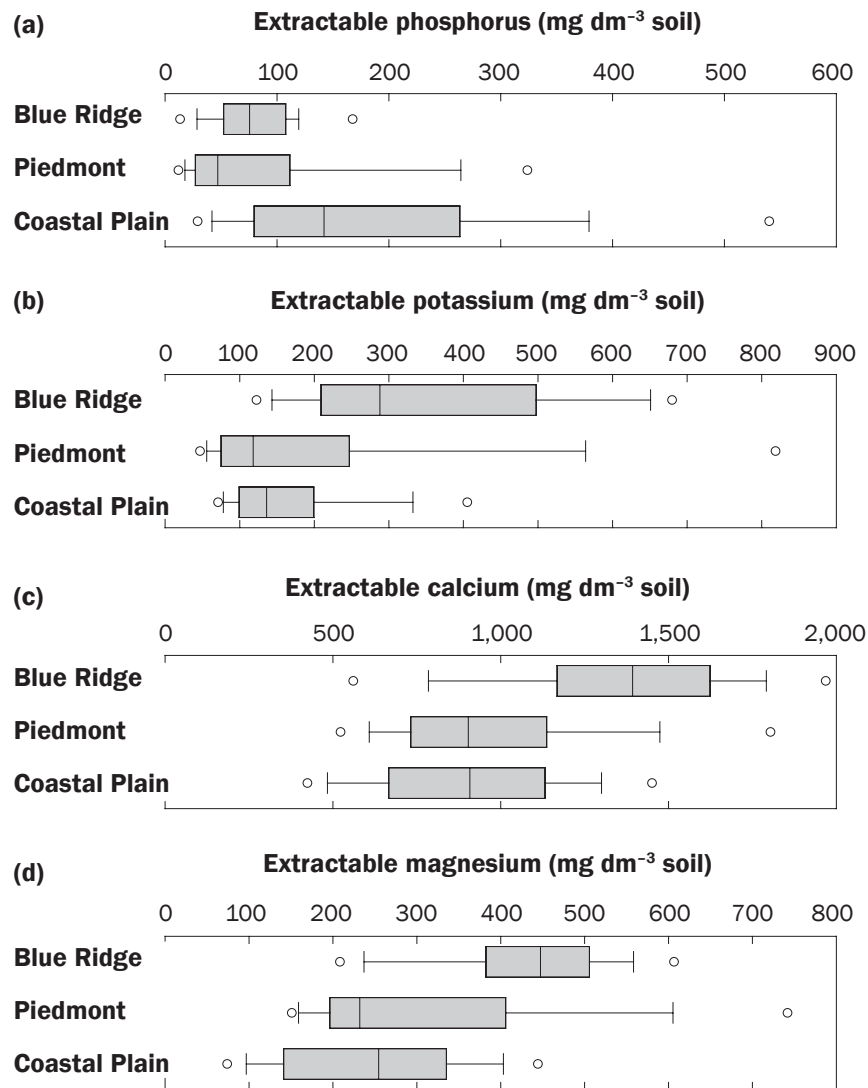 (a) Extractable phosphorus (mg dm⁻³ soil)
0 100 200 300 400 500 600
Blue Ridge
Piedmont
Coastal Plain
(b) Extractable potassium (mg dm⁻³ soil)
0 100 200 300 400 500 600 700 800 900
Blue Ridge
Piedmont
Coastal Plain
(c) Extractable calcium (mg dm⁻³ soil)
0 500 1,000 1,500 2,000
Blue Ridge
Piedmont
Coastal Plain
(d) Extractable magnesium (mg dm⁻³ soil)
0 100 200 300 400 500 600 700 800
Blue Ridge
Piedmont
Coastal Plain